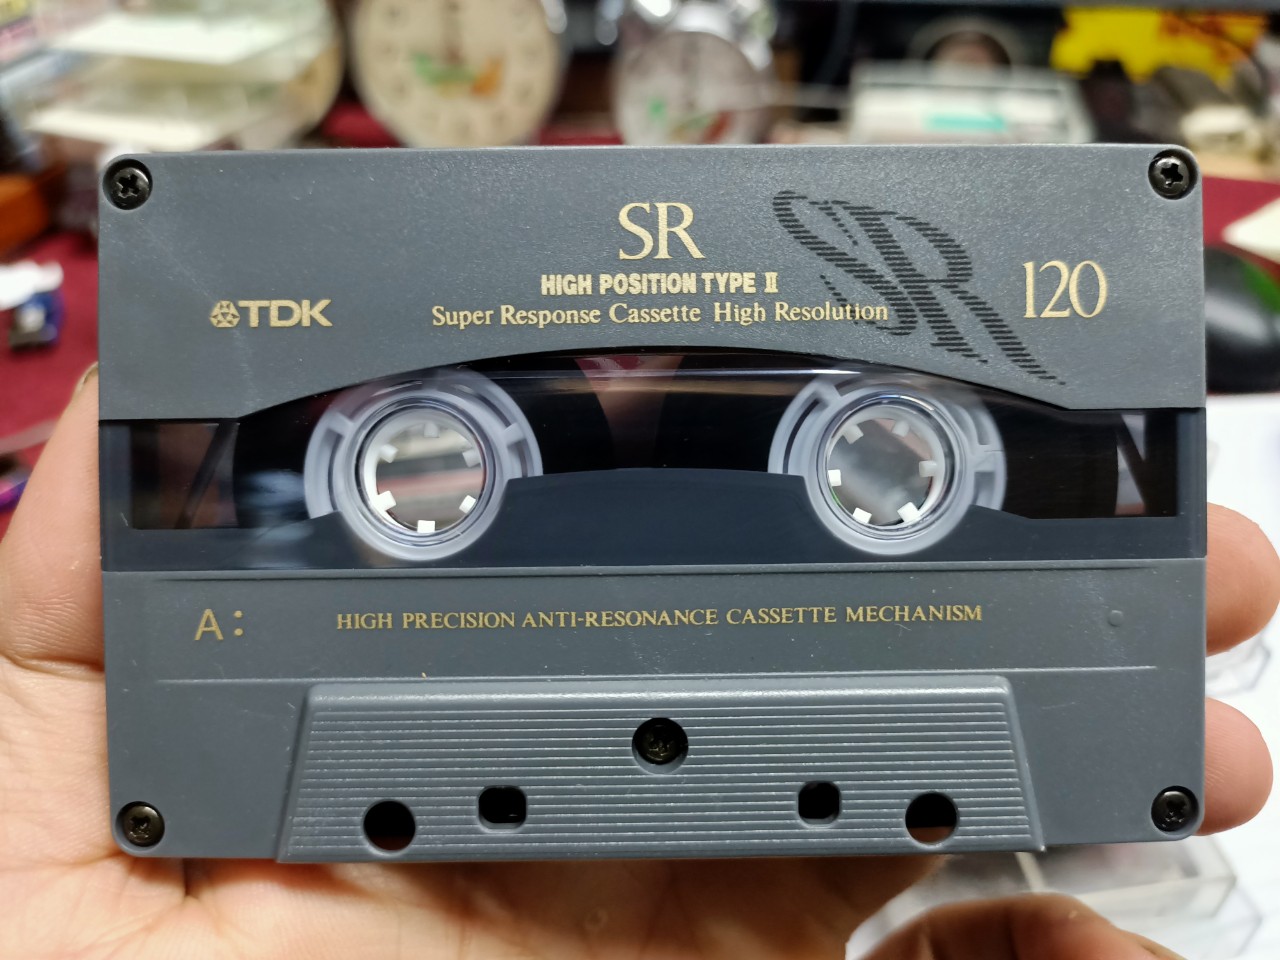 SR
HIGH POSITION TYPE II
Super Response Cassette High Resolution
TDK
SR
120
A:
HIGH PRECISION ANTI-RESONANCE CASSETTE MECHANISM